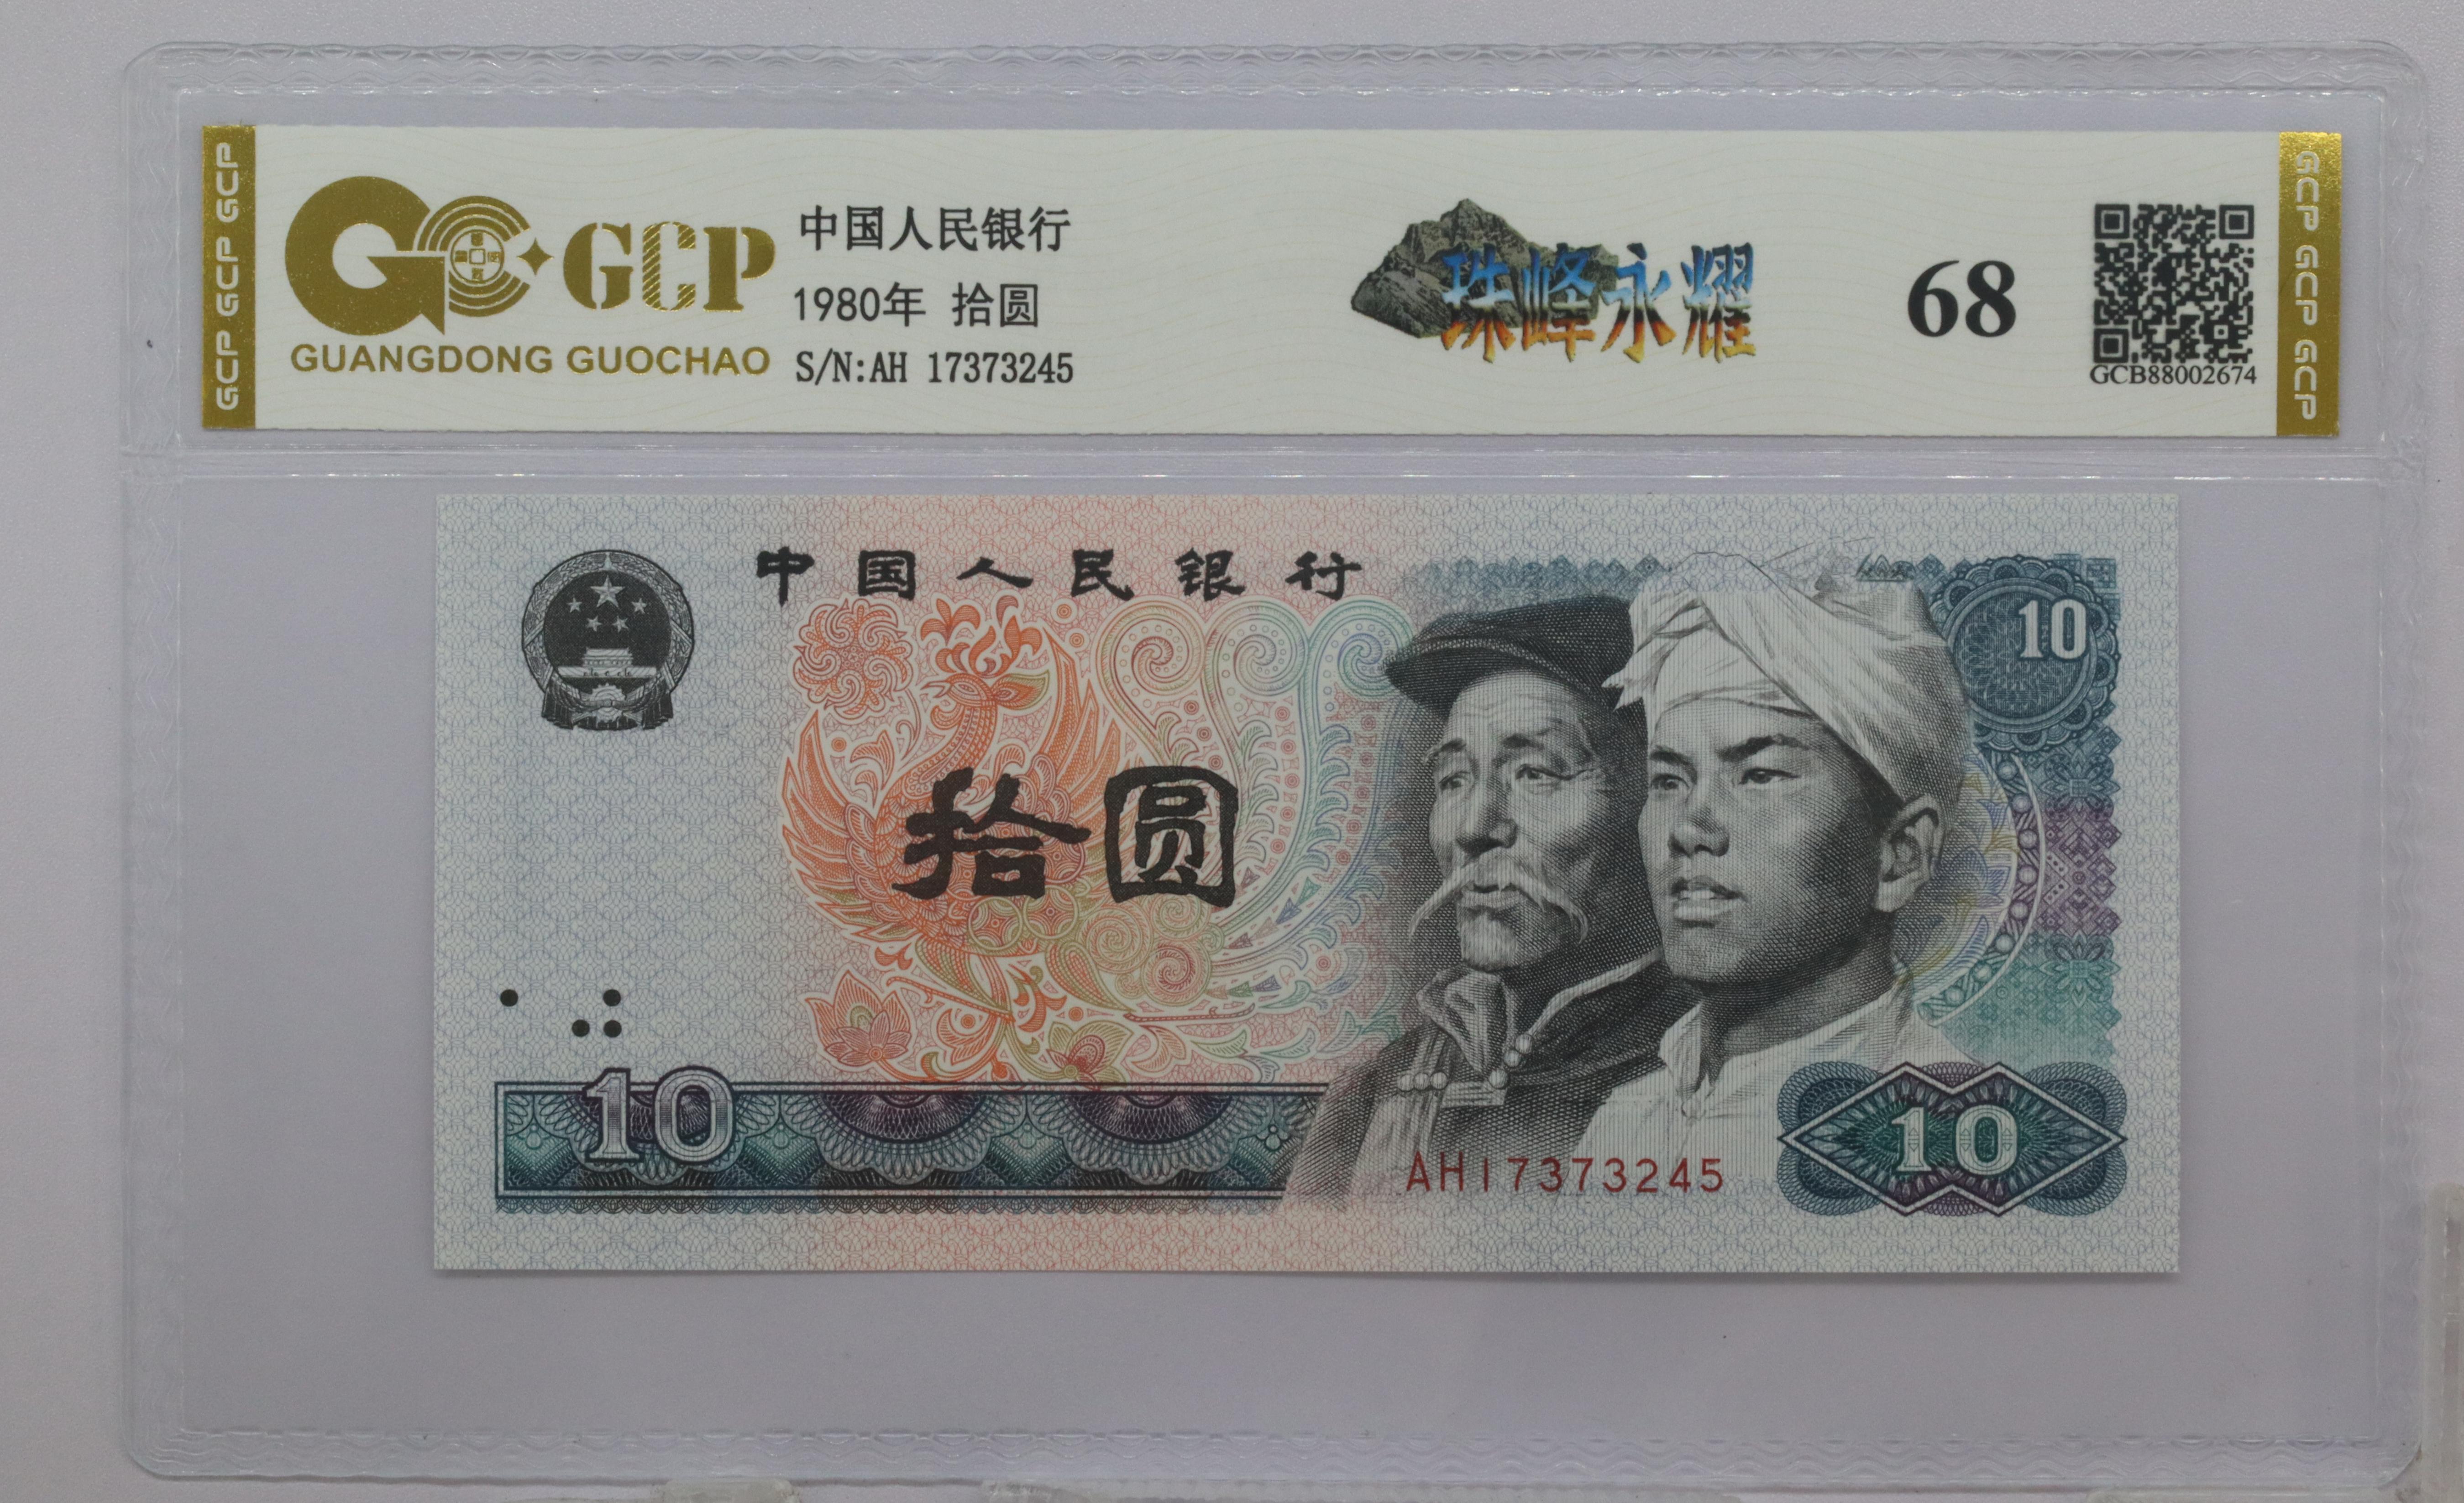 GCP GCP GCP
GCP
GUANGDONG GUOCHAO
中国人民银行
1980年 拾圆
S/N:AH 17373245
珠峰永耀
68
GCB88002674
GCP GCP GCP
中国人民银行
10
拾圆
10
AH17373245
10